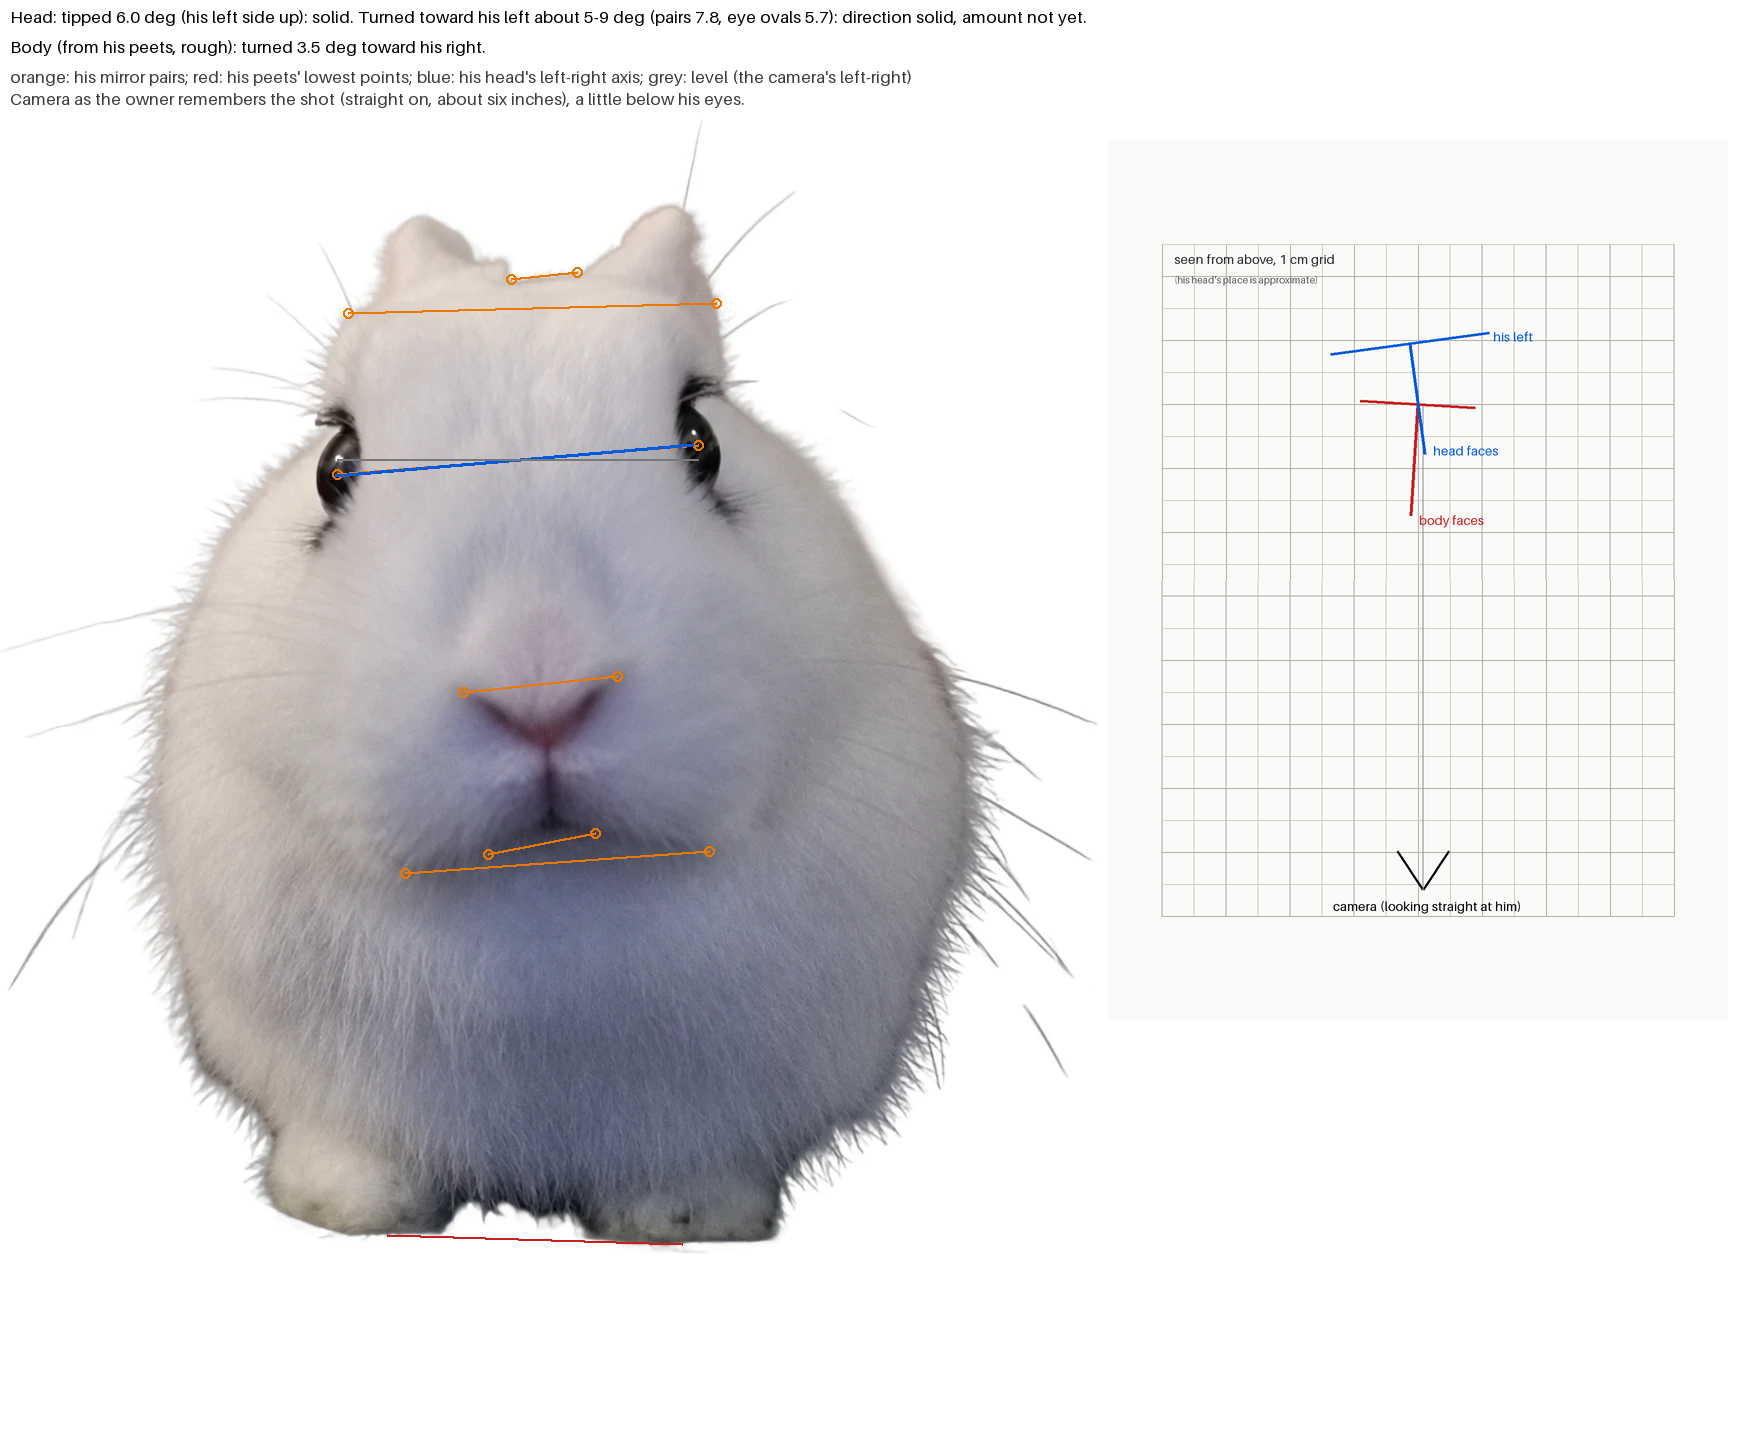 Head: tipped 6.0 deg (his left side up): solid. Turned toward his left about 5-9 deg (pairs 7.8, eye ovals 5.7): direction solid, amount not yet.
Body (from his peets, rough): turned 3.5 deg toward his right.
orange: his mirror pairs; red: his peets' lowest points; blue: his head's left-right axis; grey: level (the camera's left-right)
Camera as the owner remembers the shot (straight on, about six inches), a little below his eyes.
seen from above, 1 cm grid
(his head's place is approximate)
his left
head faces
body faces
camera (looking straight at him)